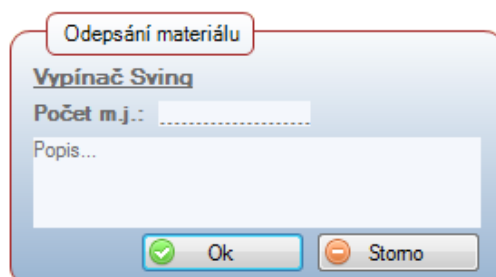 Odepsání materiálu
Vypínač Sving
Počet m.j.:
Popis...
Ok
Storno